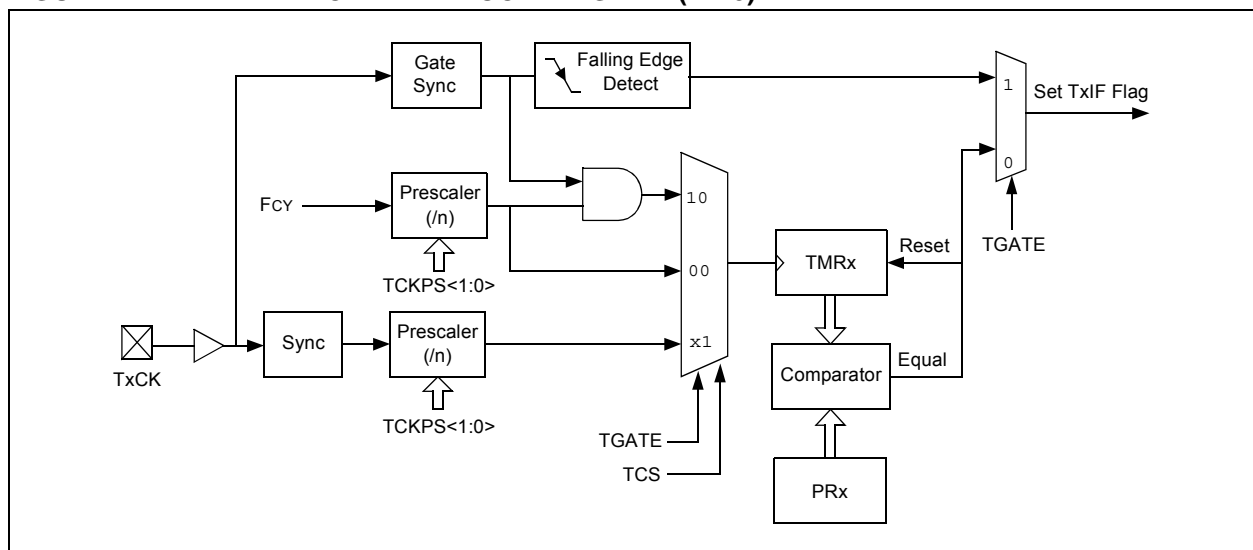 Gate
Sync
Falling Edge
Detect
1
Set TxIF Flag
0
TGATE
FCY
Prescaler
(/n)
TCKPS<1:0>
10
00
x1
TMRx
Reset
TxCK
Sync
Prescaler
(/n)
TCKPS<1:0>
Comparator
Equal
TGATE
TCS
PRx